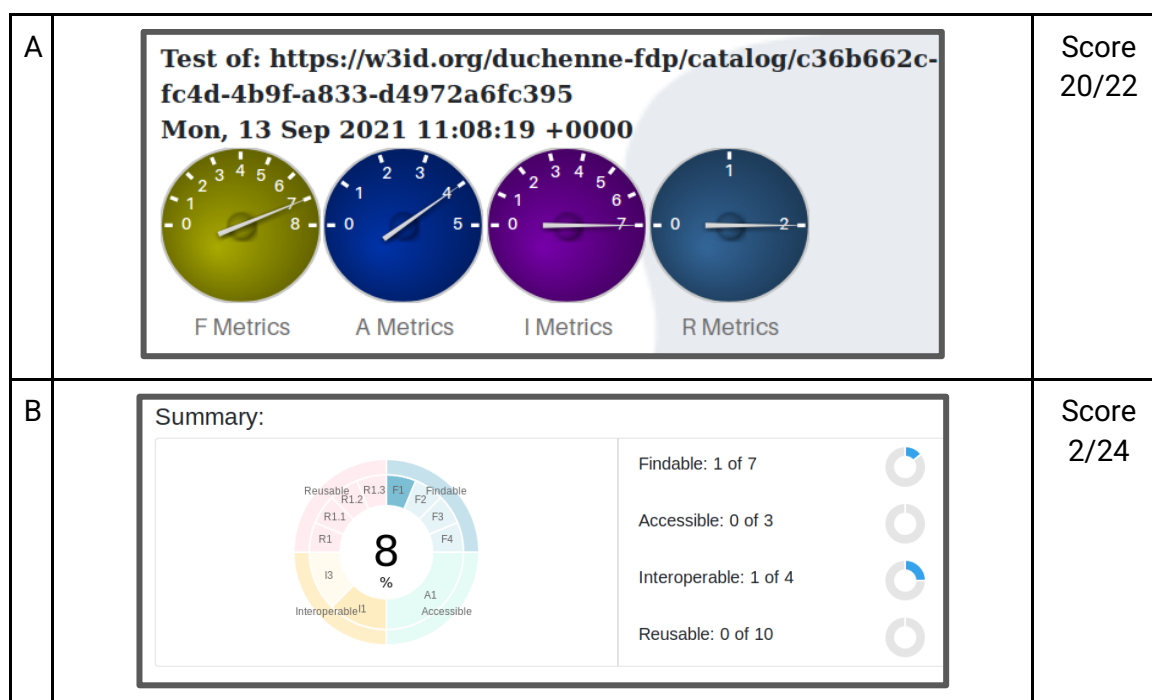 A
Test of: https://w3id.org/duchenne-fdp/catalog/c36b662c-
fc4d-4b9f-a833-d4972a6fc395
Mon, 13 Sep 2021 11:08:19 +0000
0 1 2 3 4 5 6 7 8
F Metrics
0 1 2 3 4 5
A Metrics
0 1 2 3 4 5 6 7
I Metrics
0 1 2
R Metrics
Score
20/22
B
Summary:
Reusable
R1.3
F1
Findable
R1.2
F2
R1.1
F3
R1
F4
8
%
I3
A1
Interoperable
I1
Accessible
Findable: 1 of 7
Accessible: 0 of 3
Interoperable: 1 of 4
Reusable: 0 of 10
Score
2/24